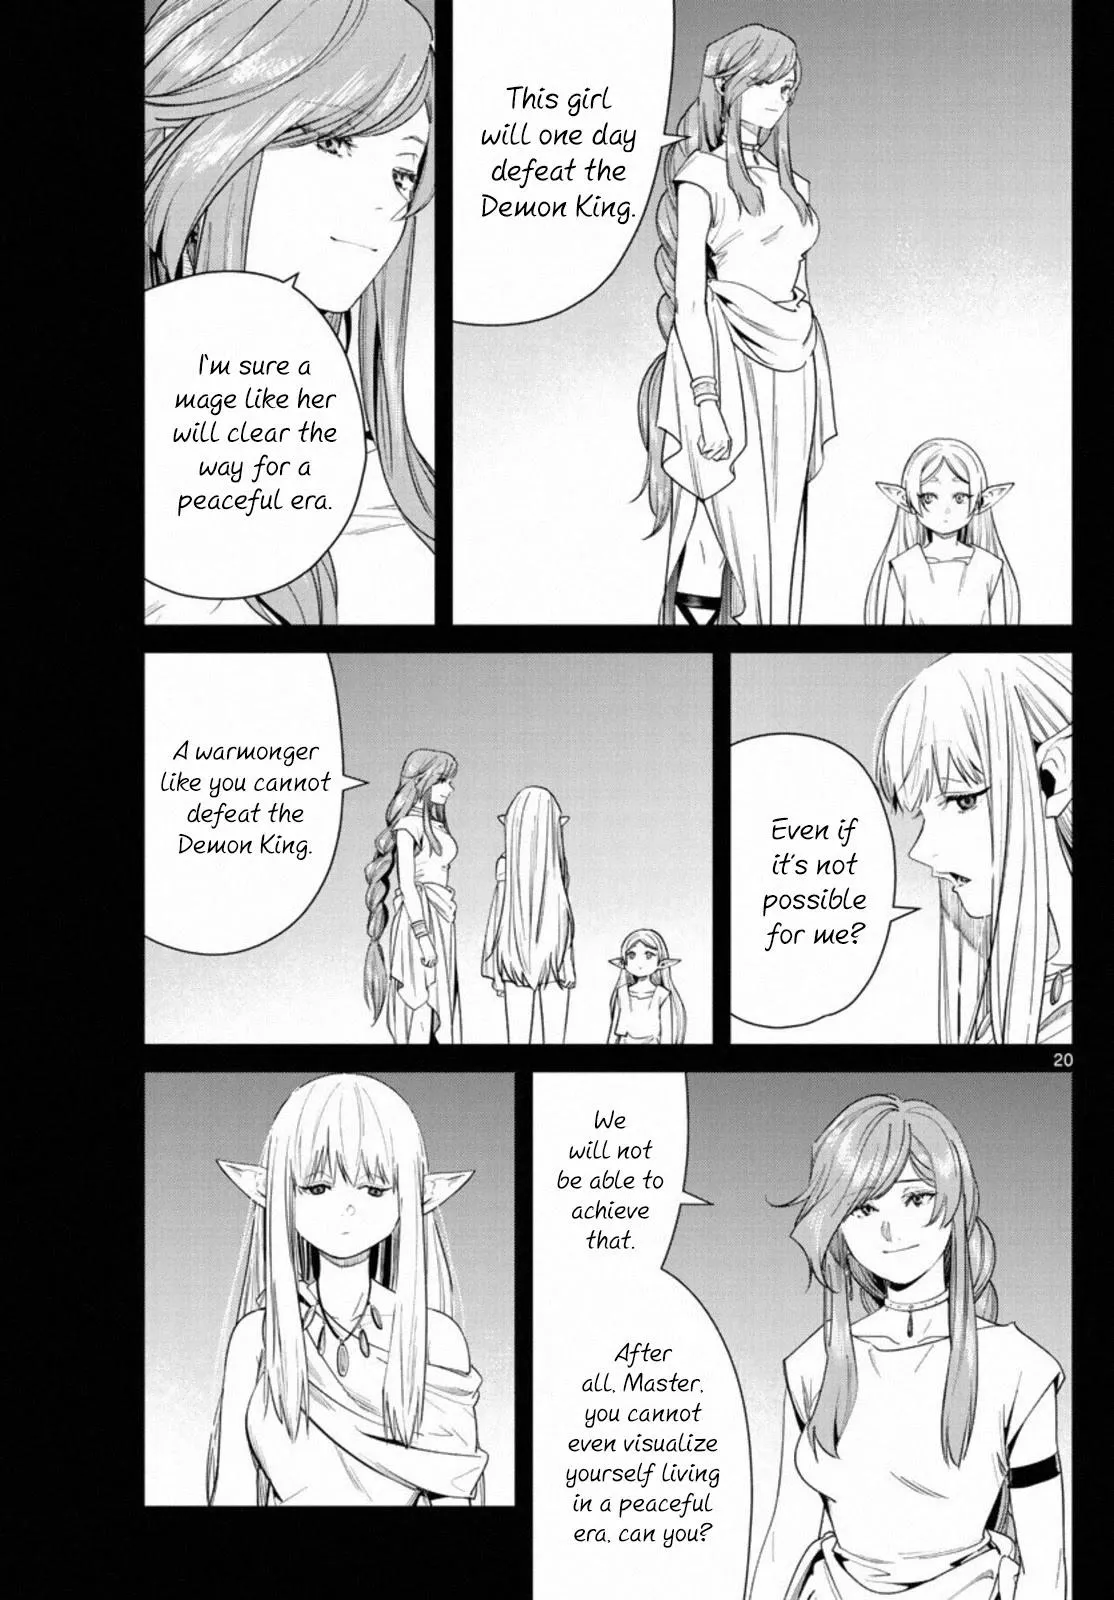 This girl
will one day
defeat the
Demon King.
I'm sure a
mage like her
will clear the
way for a
peaceful era.
Even if
it's not
possible
for me?
A warmonger
like you cannot
defeat the
Demon King.
20
We
will not
be able to
achieve
that.
After
all, Master,
you cannot
even visualize
yourself living
in a peaceful
era, can you?